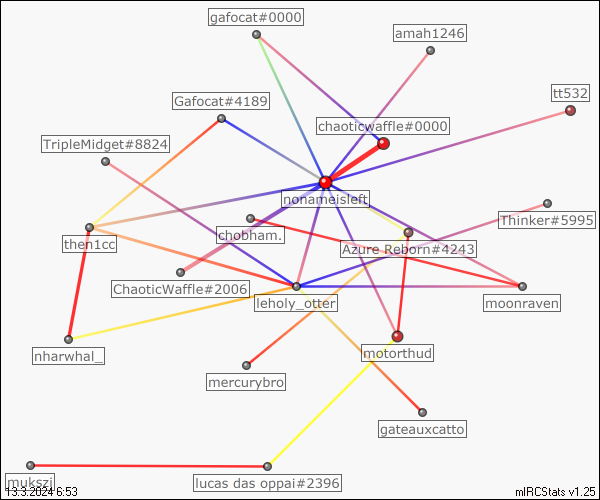 gafocat#0000
amah1246
tt532
Gafocat#4189
chaoticwaffle#0000
TripleMidget#8824
nonameisleft
Thinker#5995
chobham.
then1cc
Azure Reborn#4243
ChaoticWaffle#2006
leholy_otter
moonraven
nharwhal_
motorthud
mercurybro
gateauxcatto
mukszi
lucas das oppai#2396
13.3.2024 6:53
mIRCStats v1.25